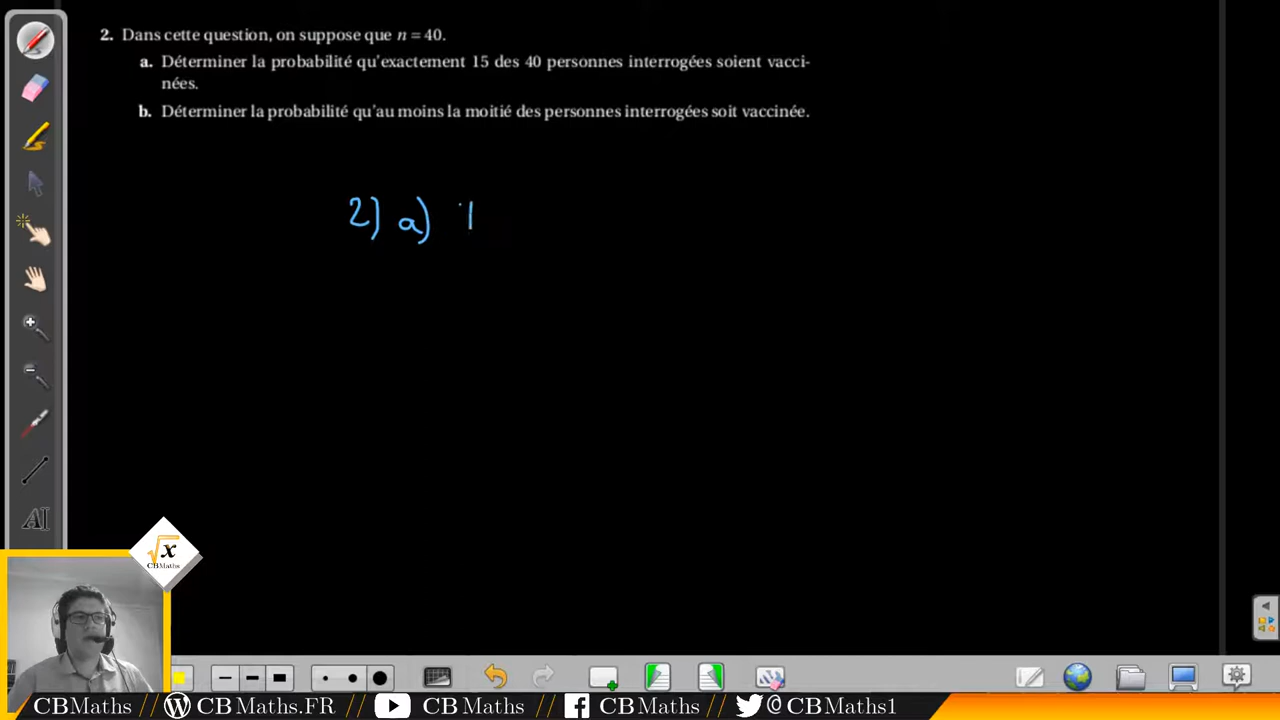 2. Dans cette question, on suppose que n = 40.
a. Déterminer la probabilité qu'exactement 15 des 40 personnes interrogées soient vacci-
nées.
b. Déterminer la probabilité qu'au moins la moitié des personnes interrogées soit vaccinée.
2) a)
AI
√x
CBMaths
CBMaths CBMaths.FR CBMaths CBMaths @CBMaths1